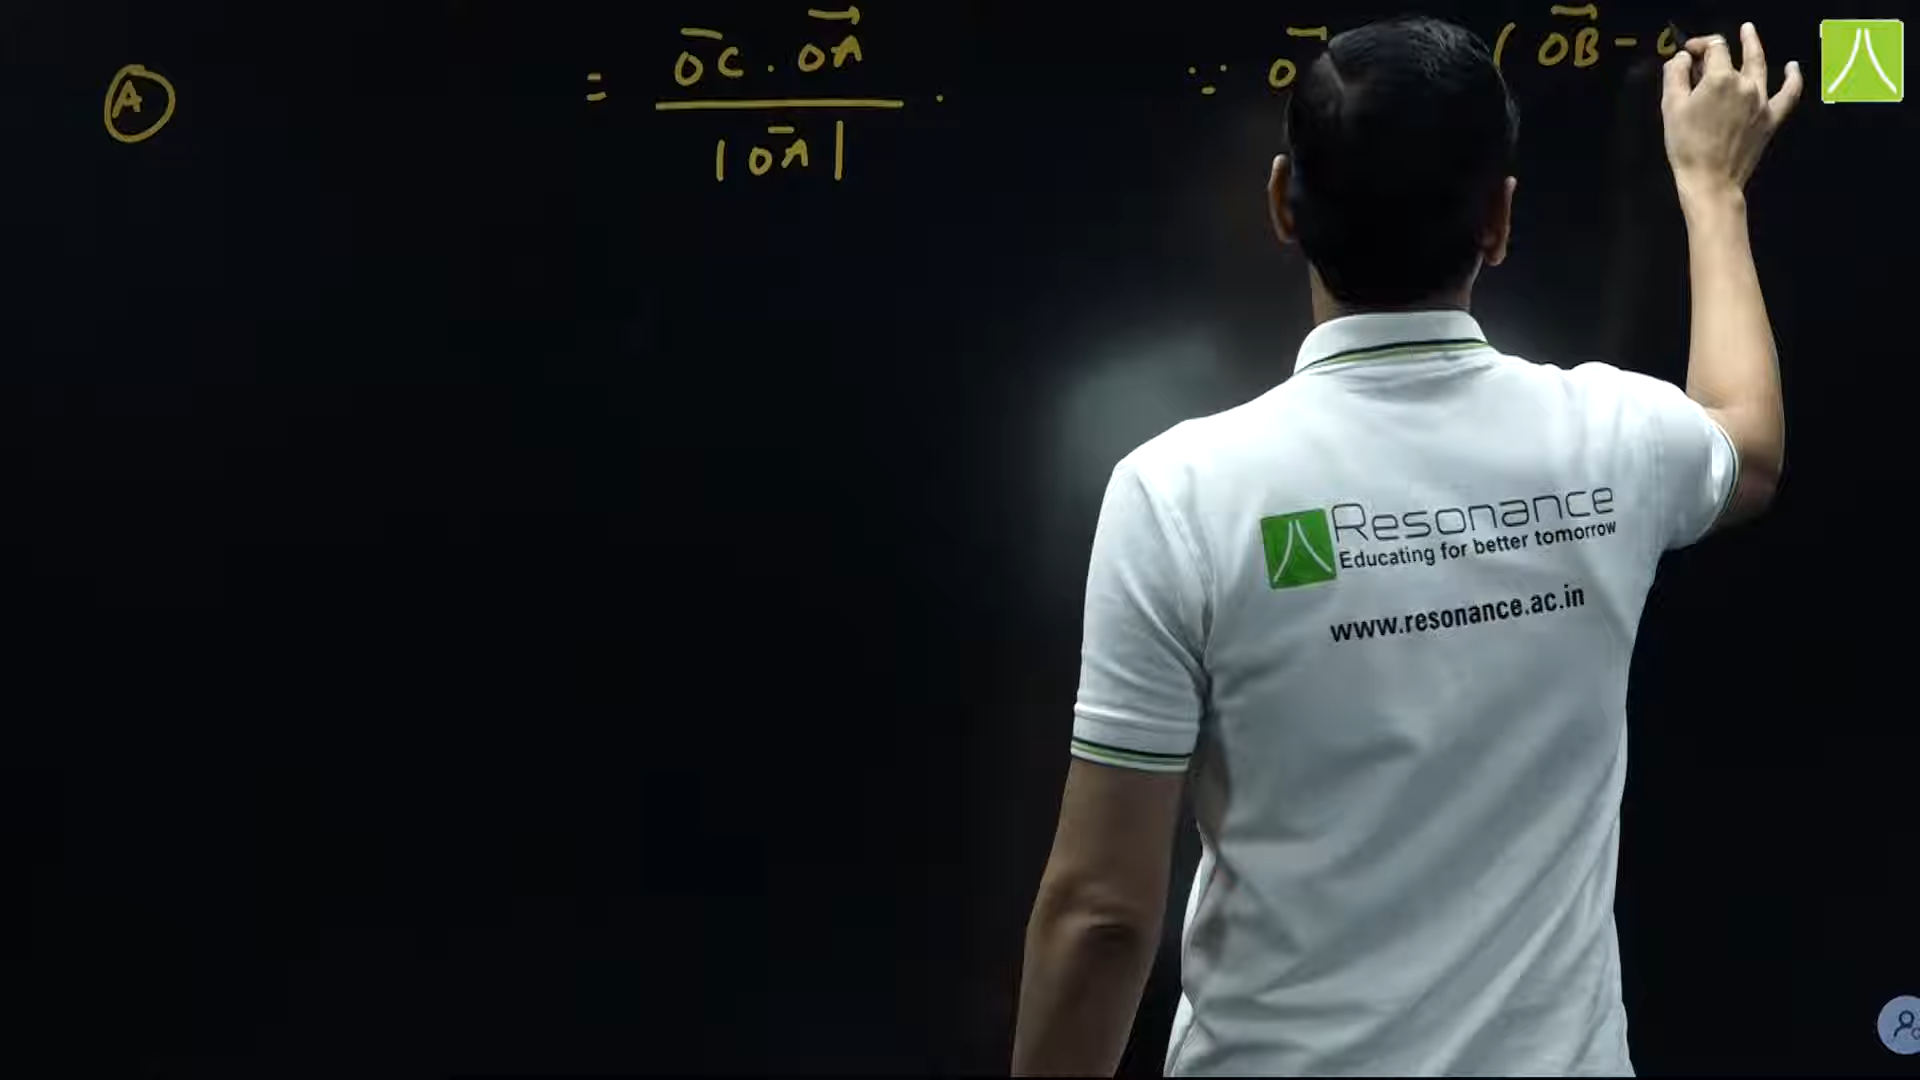 A = OC . OA ∵ O ( OB - O
| OA | .
Resonance
Educating for better tomorrow
www.resonance.ac.in